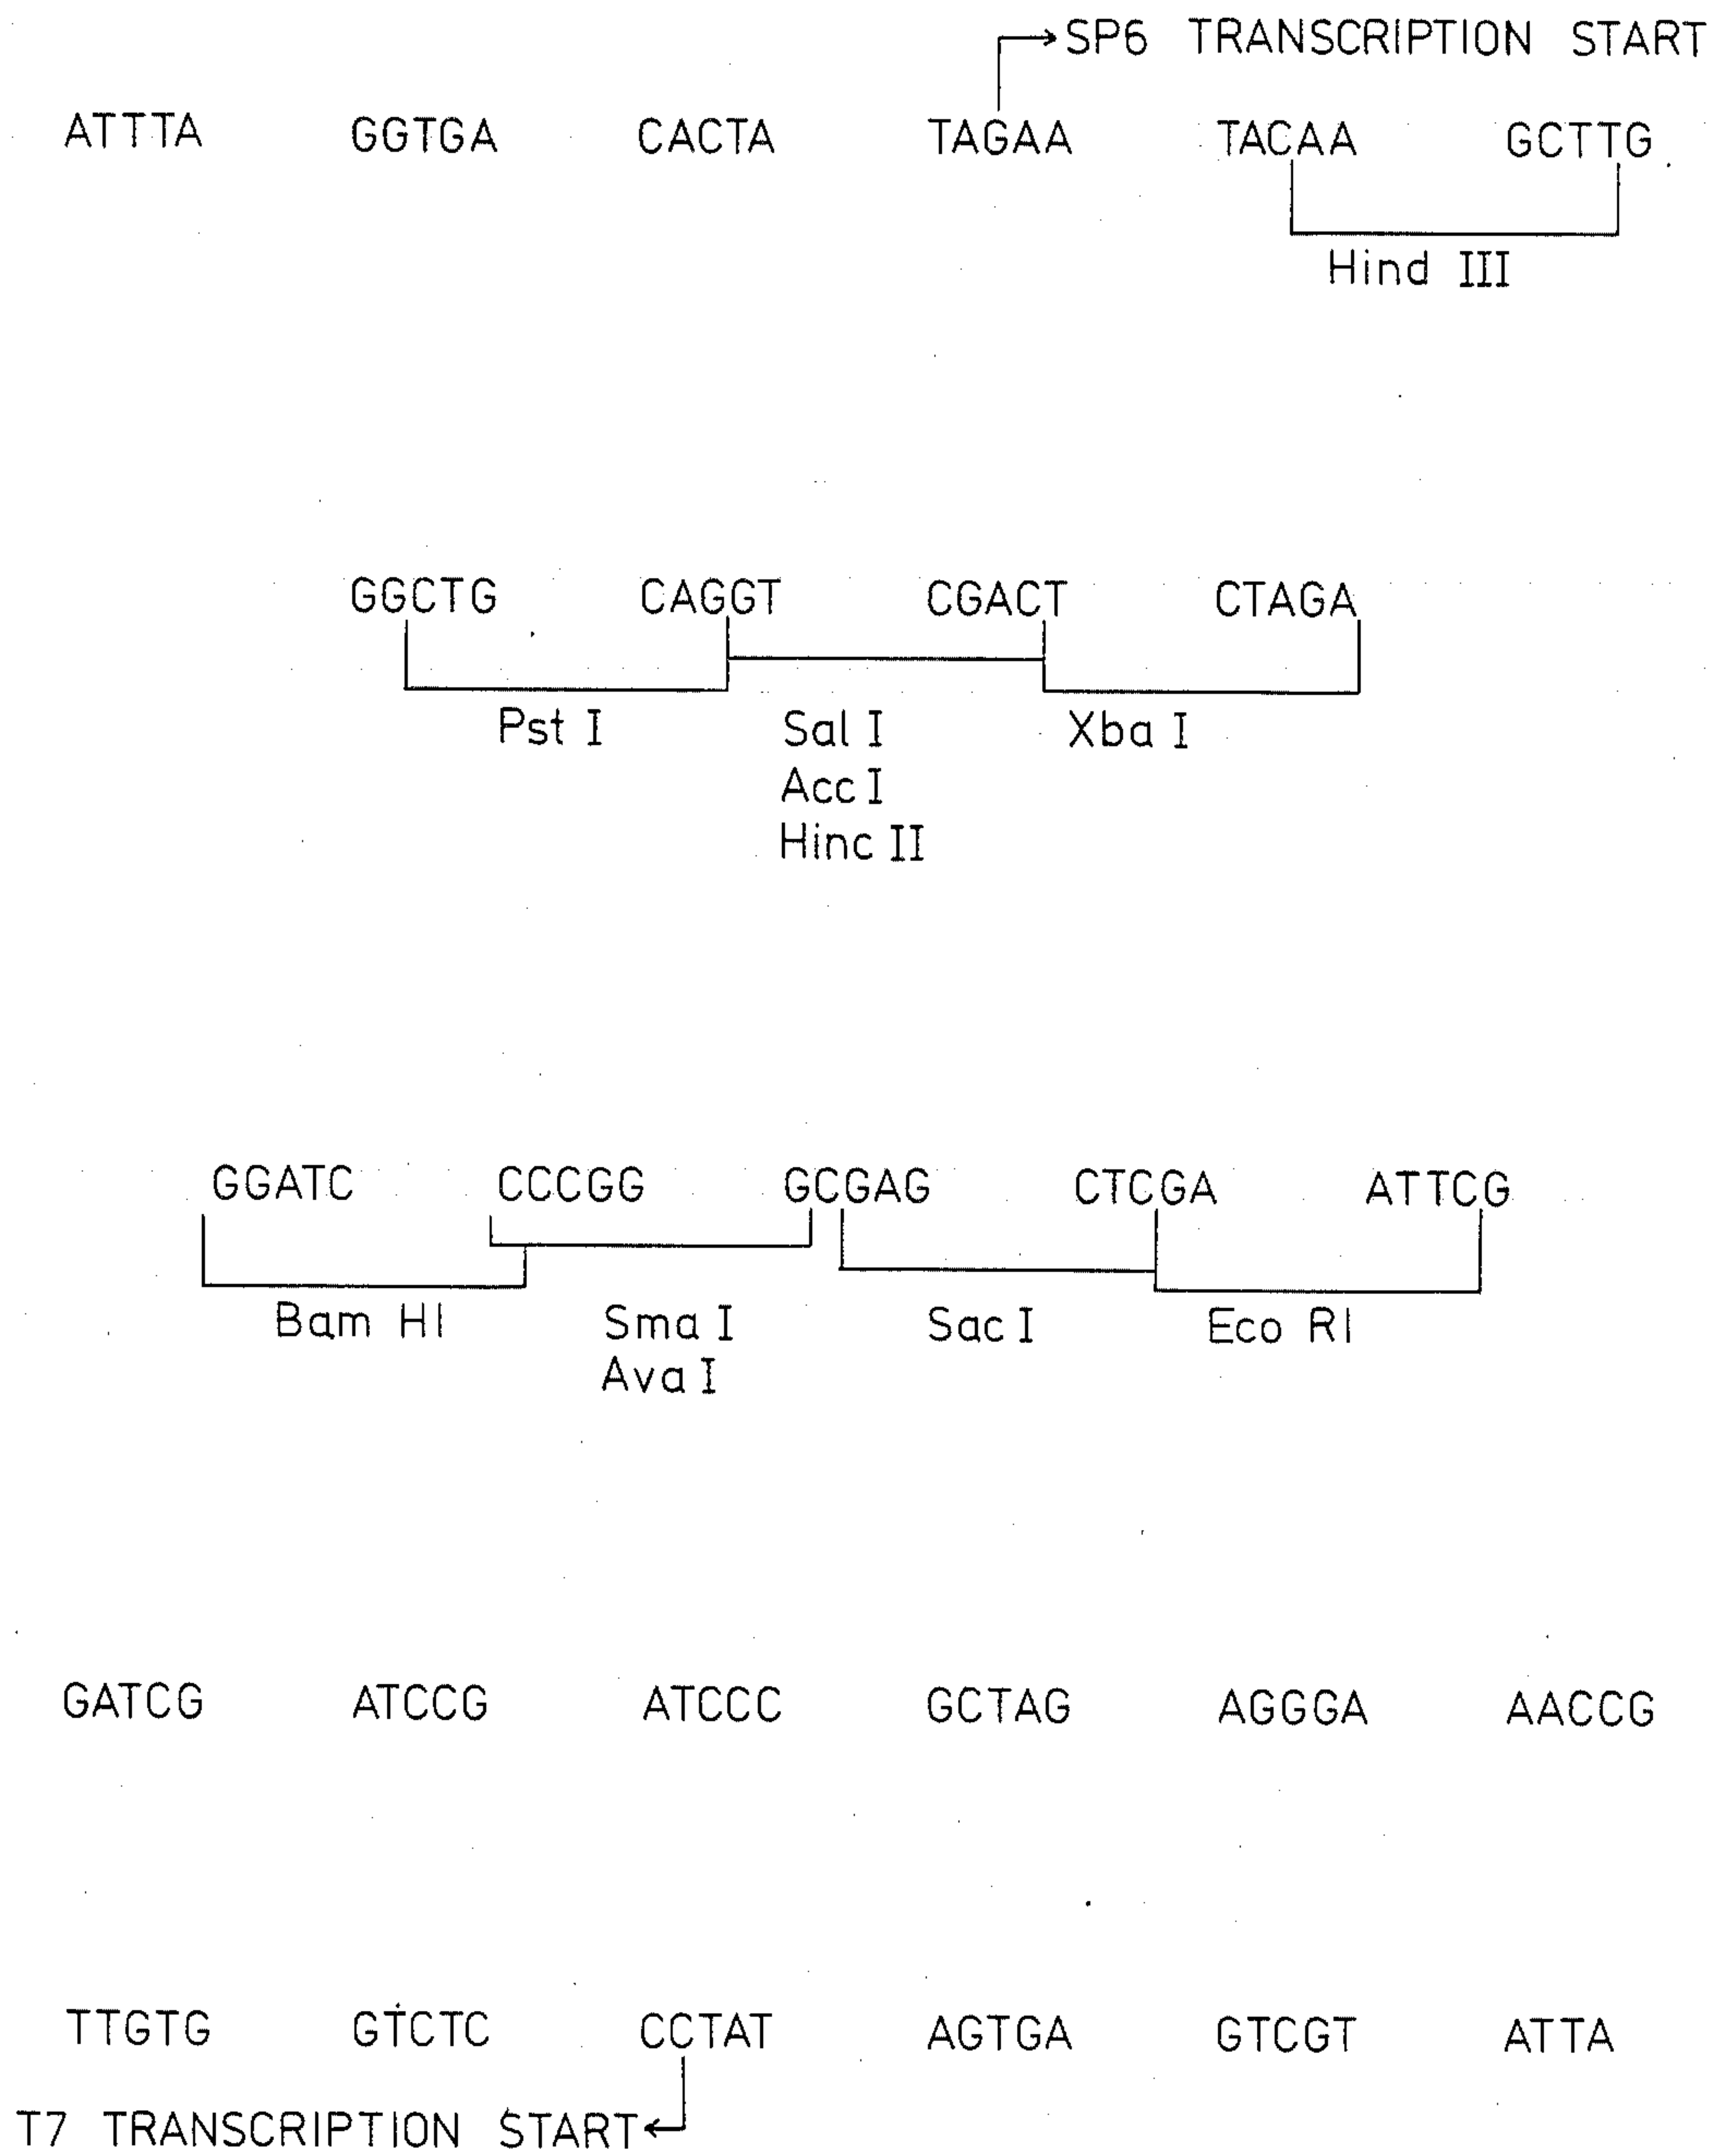 SP6 TRANSCRIPTION START
ATTTA GGTGA CACTA TAGAA TACAA GCTTG
Hind III
GGCTG CAGGT CGACT CTAGA
Pst I Sal I Xba I
Acc I
Hinc II
GGATC CCCGG GCGAG CTCGA ATTCG
Bam HI Sma I Sac I Eco RI
Ava I
GATCG ATCCG ATCCC GCTAG AGGGA AACCG
TTGTG GTCTC CCTAT AGTGA GTCGT ATTA
T7 TRANSCRIPTION START